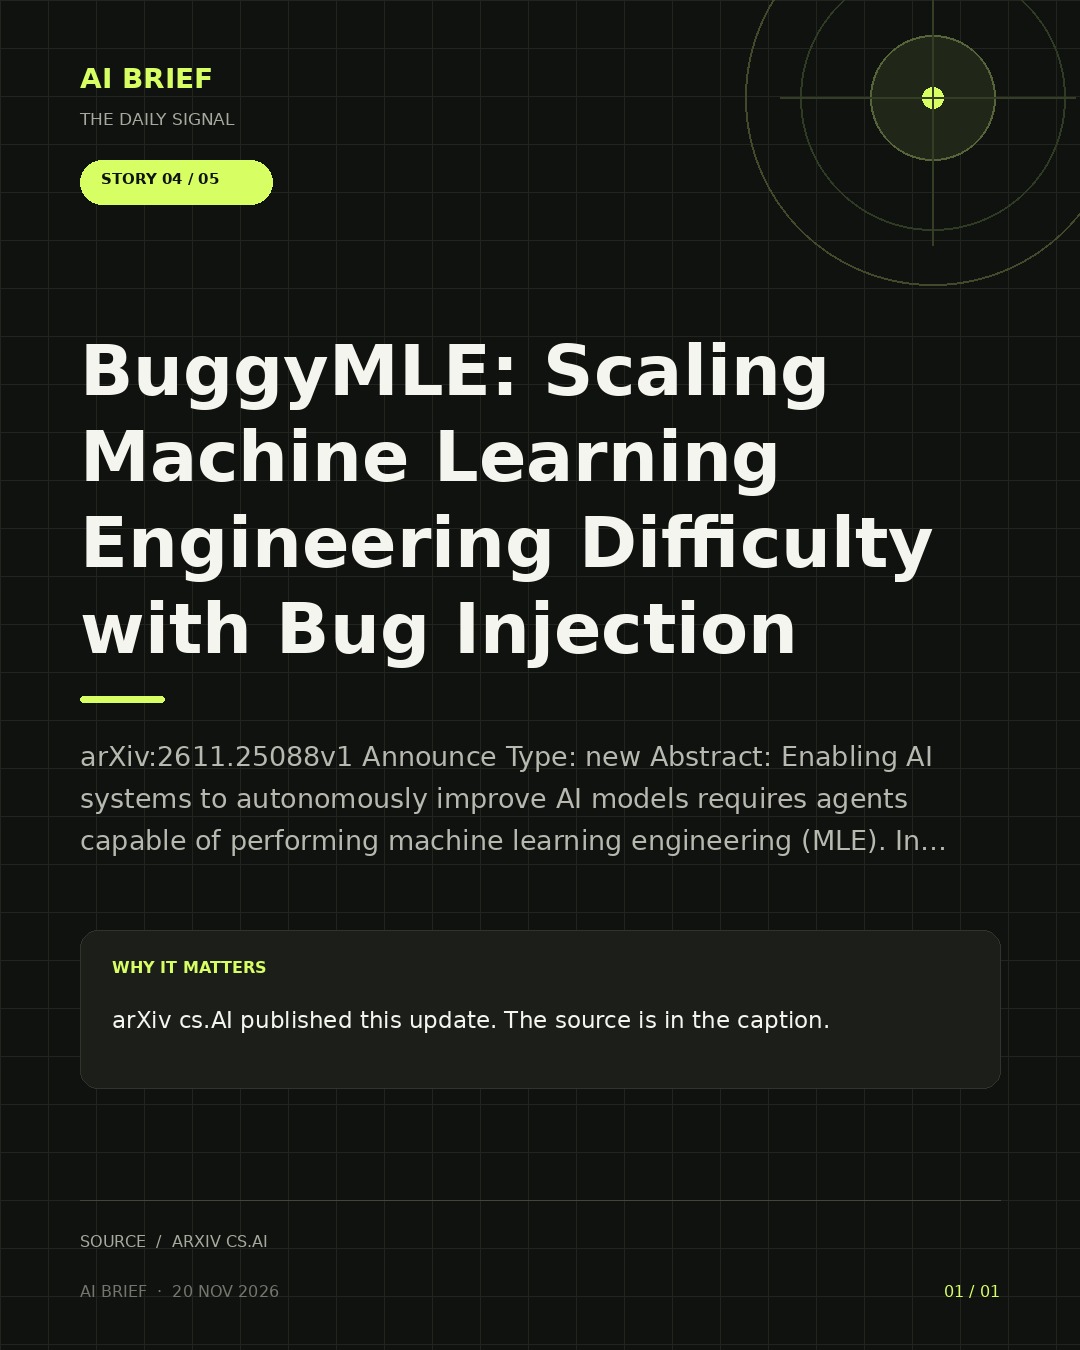 AI BRIEF
THE DAILY SIGNAL
STORY 04 / 05
BuggyMLE: Scaling
Machine Learning
Engineering Difficulty
with Bug Injection
arXiv:2611.25088v1 Announce Type: new Abstract: Enabling AI
systems to autonomously improve AI models requires agents
capable of performing machine learning engineering (MLE). In…
WHY IT MATTERS
arXiv cs.AI published this update. The source is in the caption.
SOURCE / ARXIV CS.AI
AI BRIEF · 20 NOV 2026
01 / 01